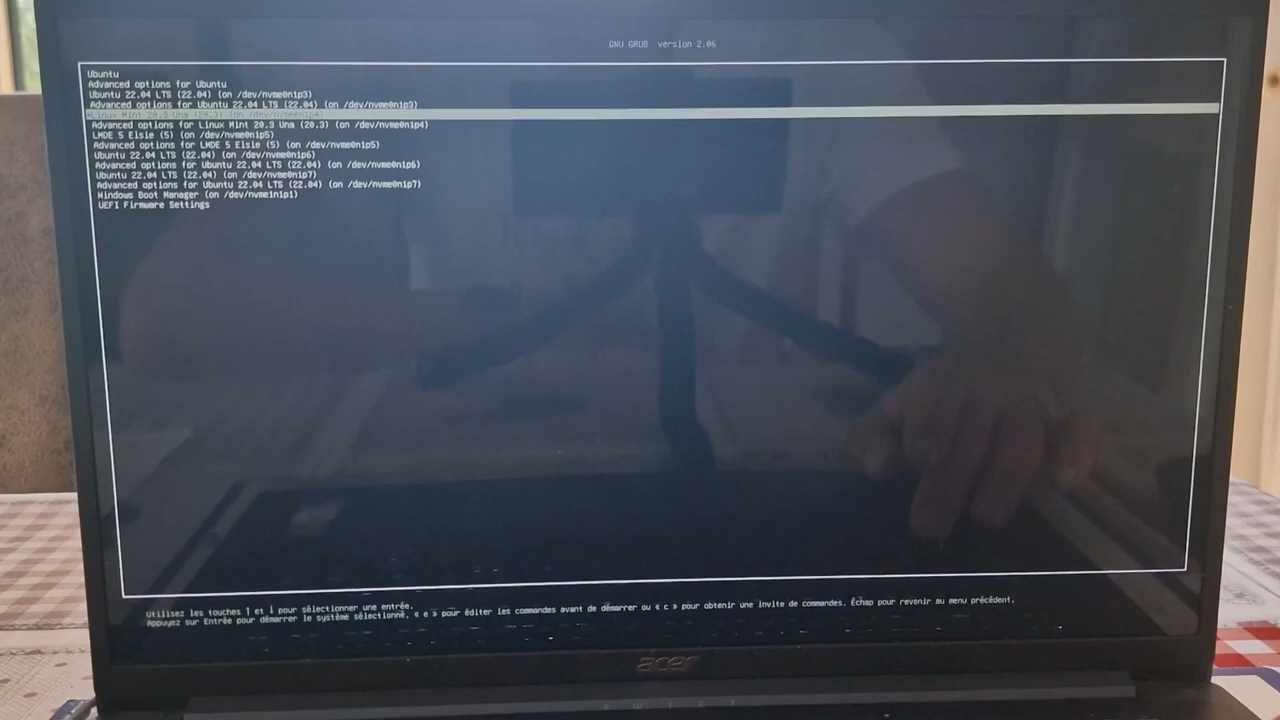 GNU GRUB version 2.06
Ubuntu
Advanced options for Ubuntu
Ubuntu 22.04 LTS (22.04) (on /dev/nvme0n1p3)
Advanced options for Ubuntu 22.04 LTS (22.04) (on /dev/nvme0n1p3)
*Linux Mint 20.3 Una (20.3) (on /dev/nvme0n1p4)
Advanced options for Linux Mint 20.3 Una (20.3) (on /dev/nvme0n1p4)
LMDE 5 Elsie (5) (on /dev/nvme0n1p5)
Advanced options for LMDE 5 Elsie (5) (on /dev/nvme0n1p5)
Ubuntu 22.04 LTS (22.04) (on /dev/nvme0n1p6)
Advanced options for Ubuntu 22.04 LTS (22.04) (on /dev/nvme0n1p6)
Ubuntu 22.04 LTS (22.04) (on /dev/nvme0n1p7)
Advanced options for Ubuntu 22.04 LTS (22.04) (on /dev/nvme0n1p7)
Windows Boot Manager (on /dev/nvme1n1p1)
UEFI Firmware Settings
Utilisez les touches ↑ et ↓ pour sélectionner une entrée.
Appuyez sur Entrée pour démarrer le système sélectionné, « e » pour éditer les commandes avant de démarrer ou « c » pour obtenir une invite de commandes. Échap pour revenir au menu précédent.
acer
SWIFT